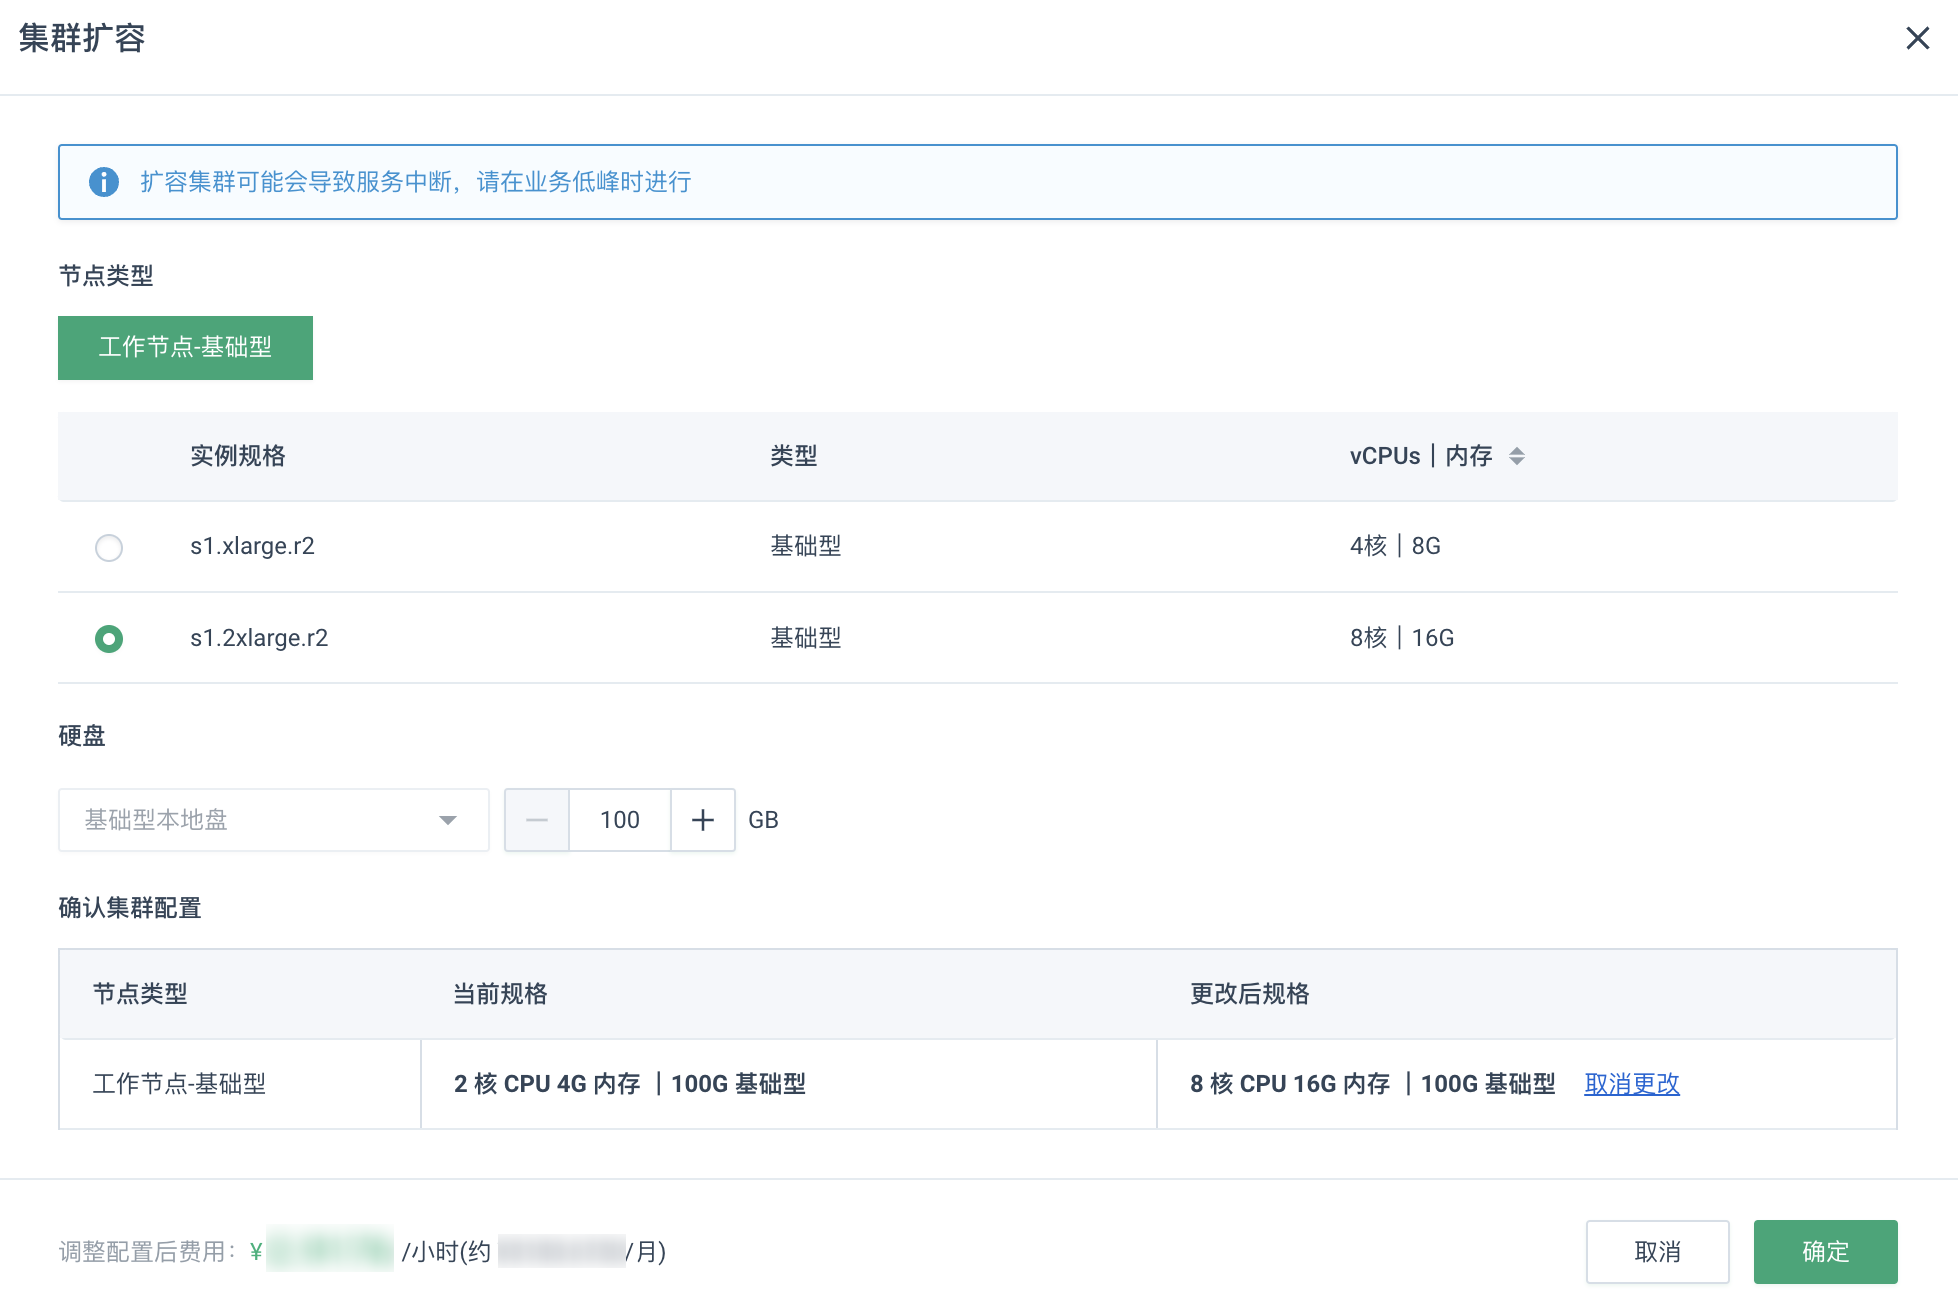 集群扩容
扩容集群可能会导致服务中断，请在业务低峰时进行
节点类型
工作节点-基础型
实例规格 类型 vCPUs｜内存
s1.xlarge.r2 基础型 4核｜8G
s1.2xlarge.r2 基础型 8核｜16G
硬盘
基础型本地盘 100 GB
确认集群配置
节点类型 当前规格 更改后规格
工作节点-基础型 2 核 CPU 4G 内存 ｜100G 基础型 8 核 CPU 16G 内存 ｜100G 基础型 取消更改
调整配置后费用：¥ /小时(约 /月)
取消 确定